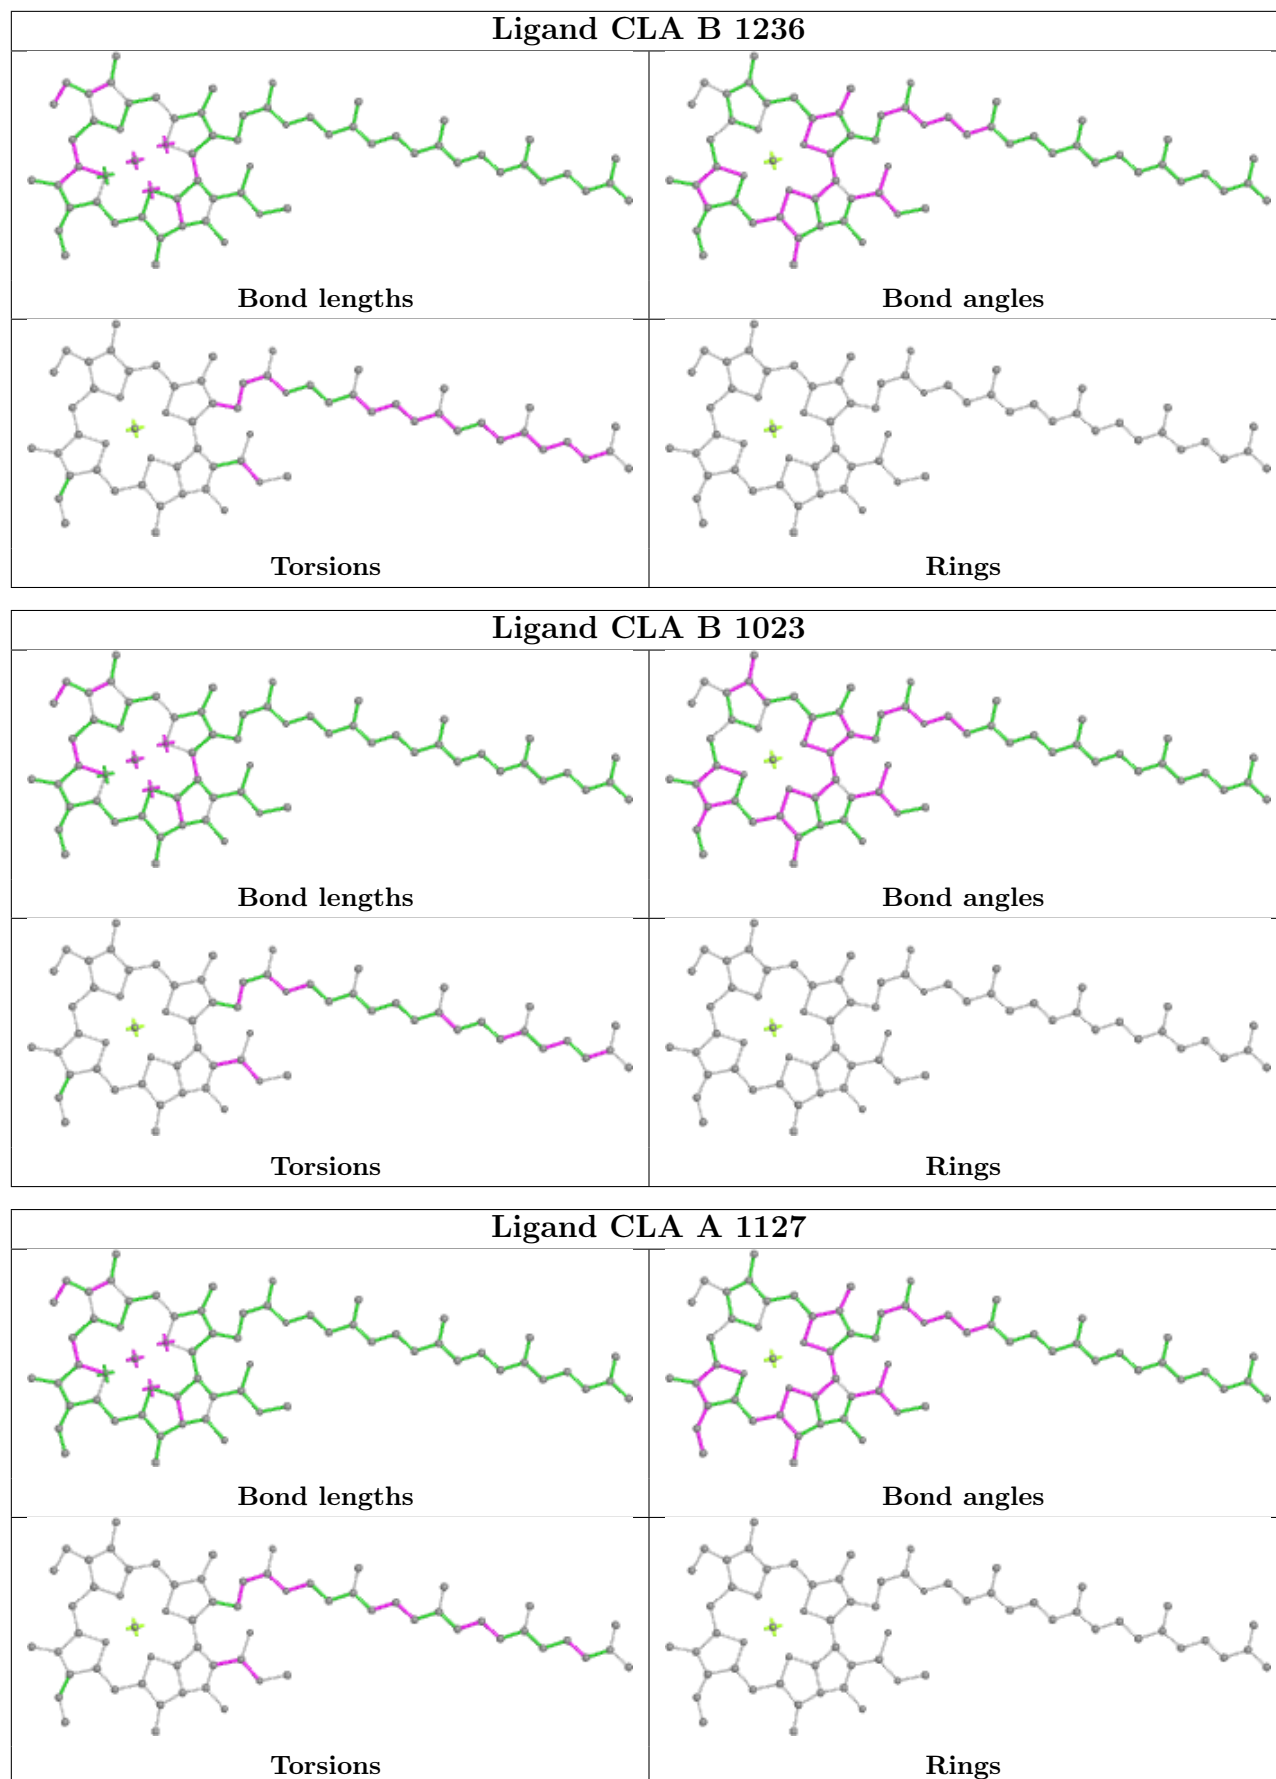 Ligand CLA B 1236
Bond lengths
Bond angles
Torsions
Rings
Ligand CLA B 1023
Bond lengths
Bond angles
Torsions
Rings
Ligand CLA A 1127
Bond lengths
Bond angles
Torsions
Rings